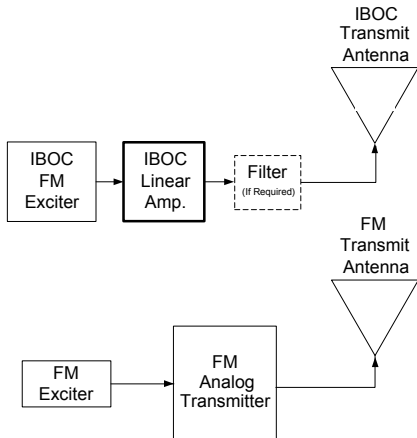 IBOC
Transmit
Antenna
IBOC
FM
Exciter
IBOC
Linear
Amp.
Filter
(If Required)
FM
Transmit
Antenna
FM
Exciter
FM
Analog
Transmitter